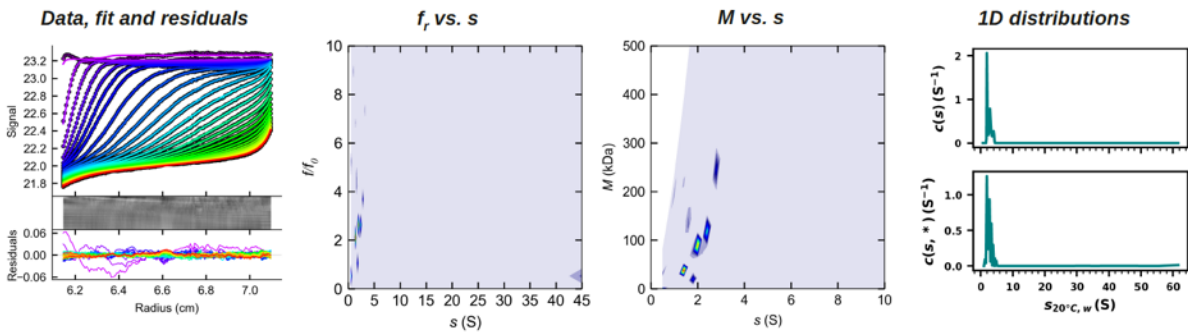 Data, fit and residuals
fr vs. s
M vs. s
1D distributions
Signal
23.2
23.0
22.8
22.6
22.4
22.2
22.0
21.8
Residuals
0.06
0.00
−0.06
6.2 6.4 6.6 6.8 7.0
Radius (cm)
f/f0
10
8
6
4
2
0
0 5 10 15 20 25 30 35 40 45
s (S)
M (kDa)
500
400
300
200
100
0
0 2 4 6 8 10
s (S)
c(s) (S⁻¹)
2
1
0
c(s, *) (S⁻¹)
1.0
0.5
0.0
0 10 20 30 40 50 60
s20°C, w (S)